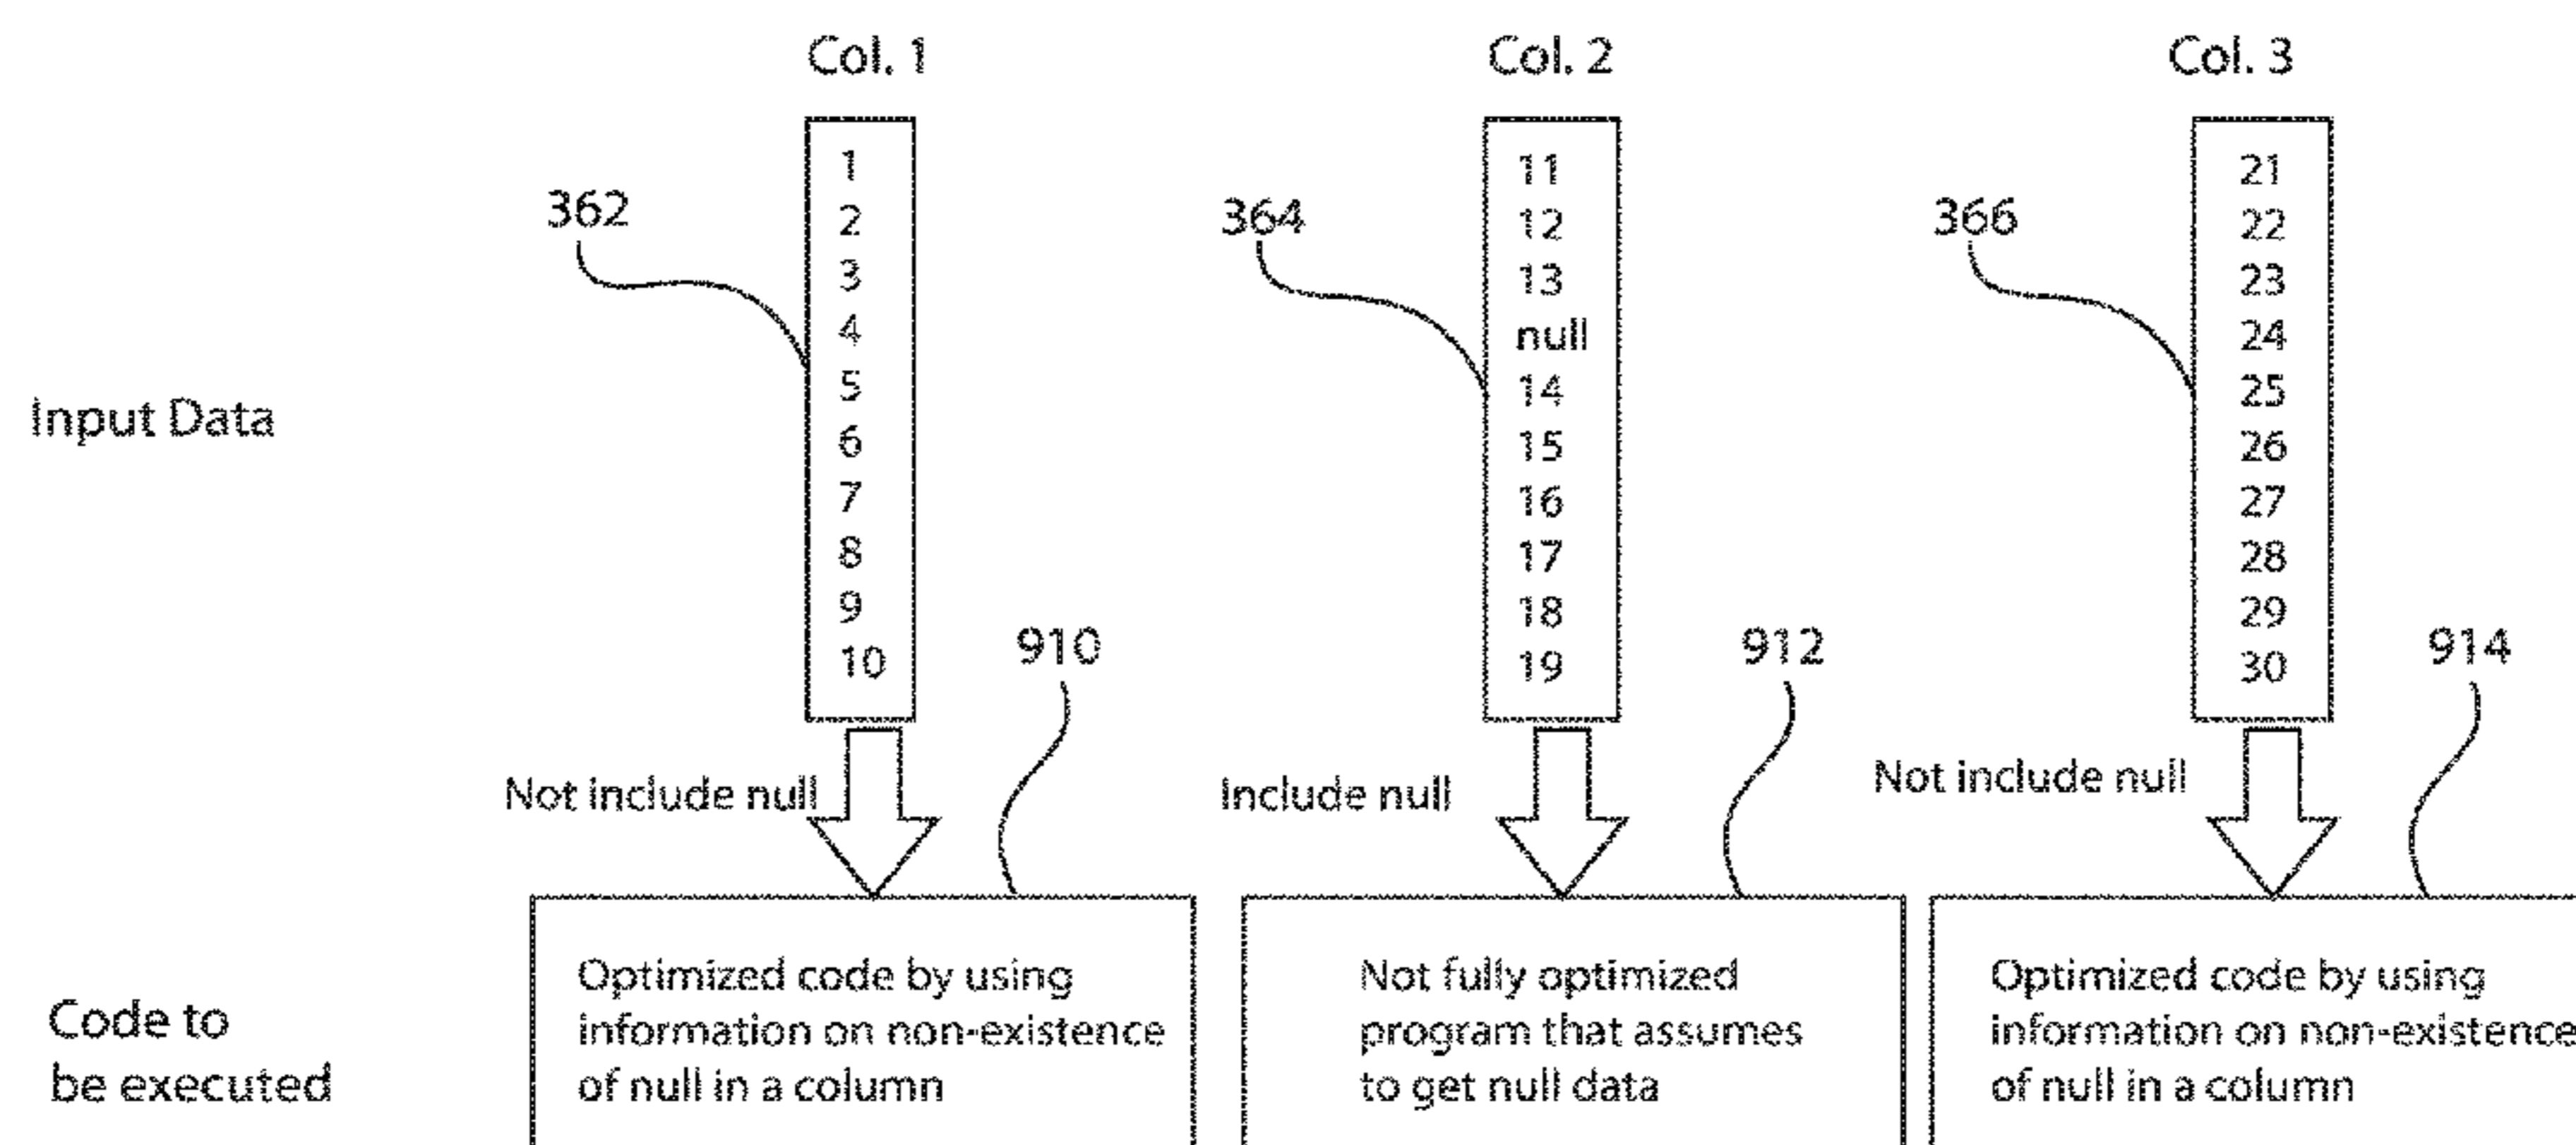 Col. 1
Col. 2
Col. 3
Input Data
362
1
2
3
4
5
6
7
8
9
10
364
11
12
13
null
14
15
16
17
18
19
366
21
22
23
24
25
26
27
28
29
30
910
912
914
Not include null
Include null
Not include null
Code to
be executed
Optimized code by using
information on non-existence
of null in a column
Not fully optimized
program that assumes
to get null data
Optimized code by using
information on non-existence
of null in a column